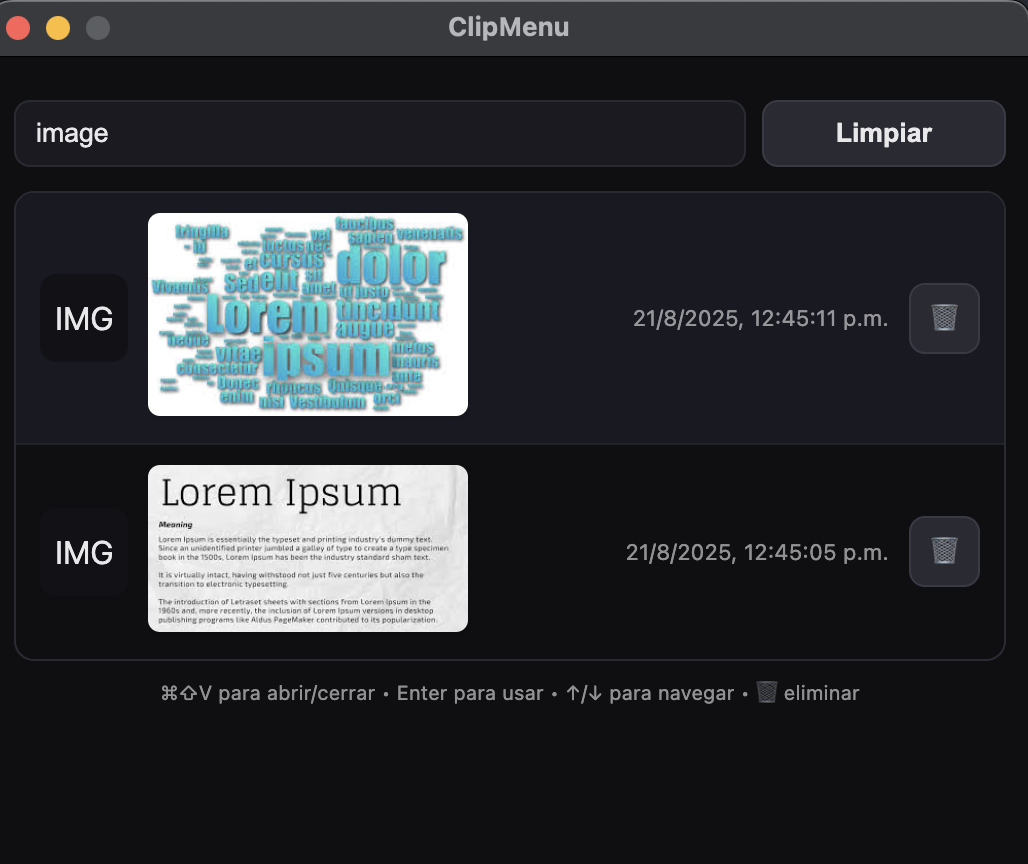 ClipMenu
image
Limpiar
IMG
fringilla
- id
faucibus
vel
sapien venenatis
luctus nec
et cursus
dolor
Vivamus
Sed elit
sit
amet
id justo
Lorem
tincidunt
augue
neque
vitae
ipsum
metus
mauris
consectetur
ante
- Donec
rhoncus
Quisque
enim
nisi
Vestibulum
orci
21/8/2025, 12:45:11 p.m.
IMG
Lorem Ipsum
Meaning
Lorem Ipsum is essentially the typeset and printing industry's dummy text.
Since an unidentified printer jumbled a galley of type to create a type specimen
book in the 1500s, Lorem Ipsum has been the industry standard sham text.
It is virtually intact, having withstood not just five centuries but also the
transition to electronic typesetting.
The introduction of Letraset sheets with sections from Lorem Ipsum in the
1960s and, more recently, the inclusion of Lorem Ipsum versions in desktop
publishing programs like Aldus PageMaker contributed to its popularization.
21/8/2025, 12:45:05 p.m.
⌘⇧V para abrir/cerrar • Enter para usar • ↑/↓ para navegar • 🗑 eliminar